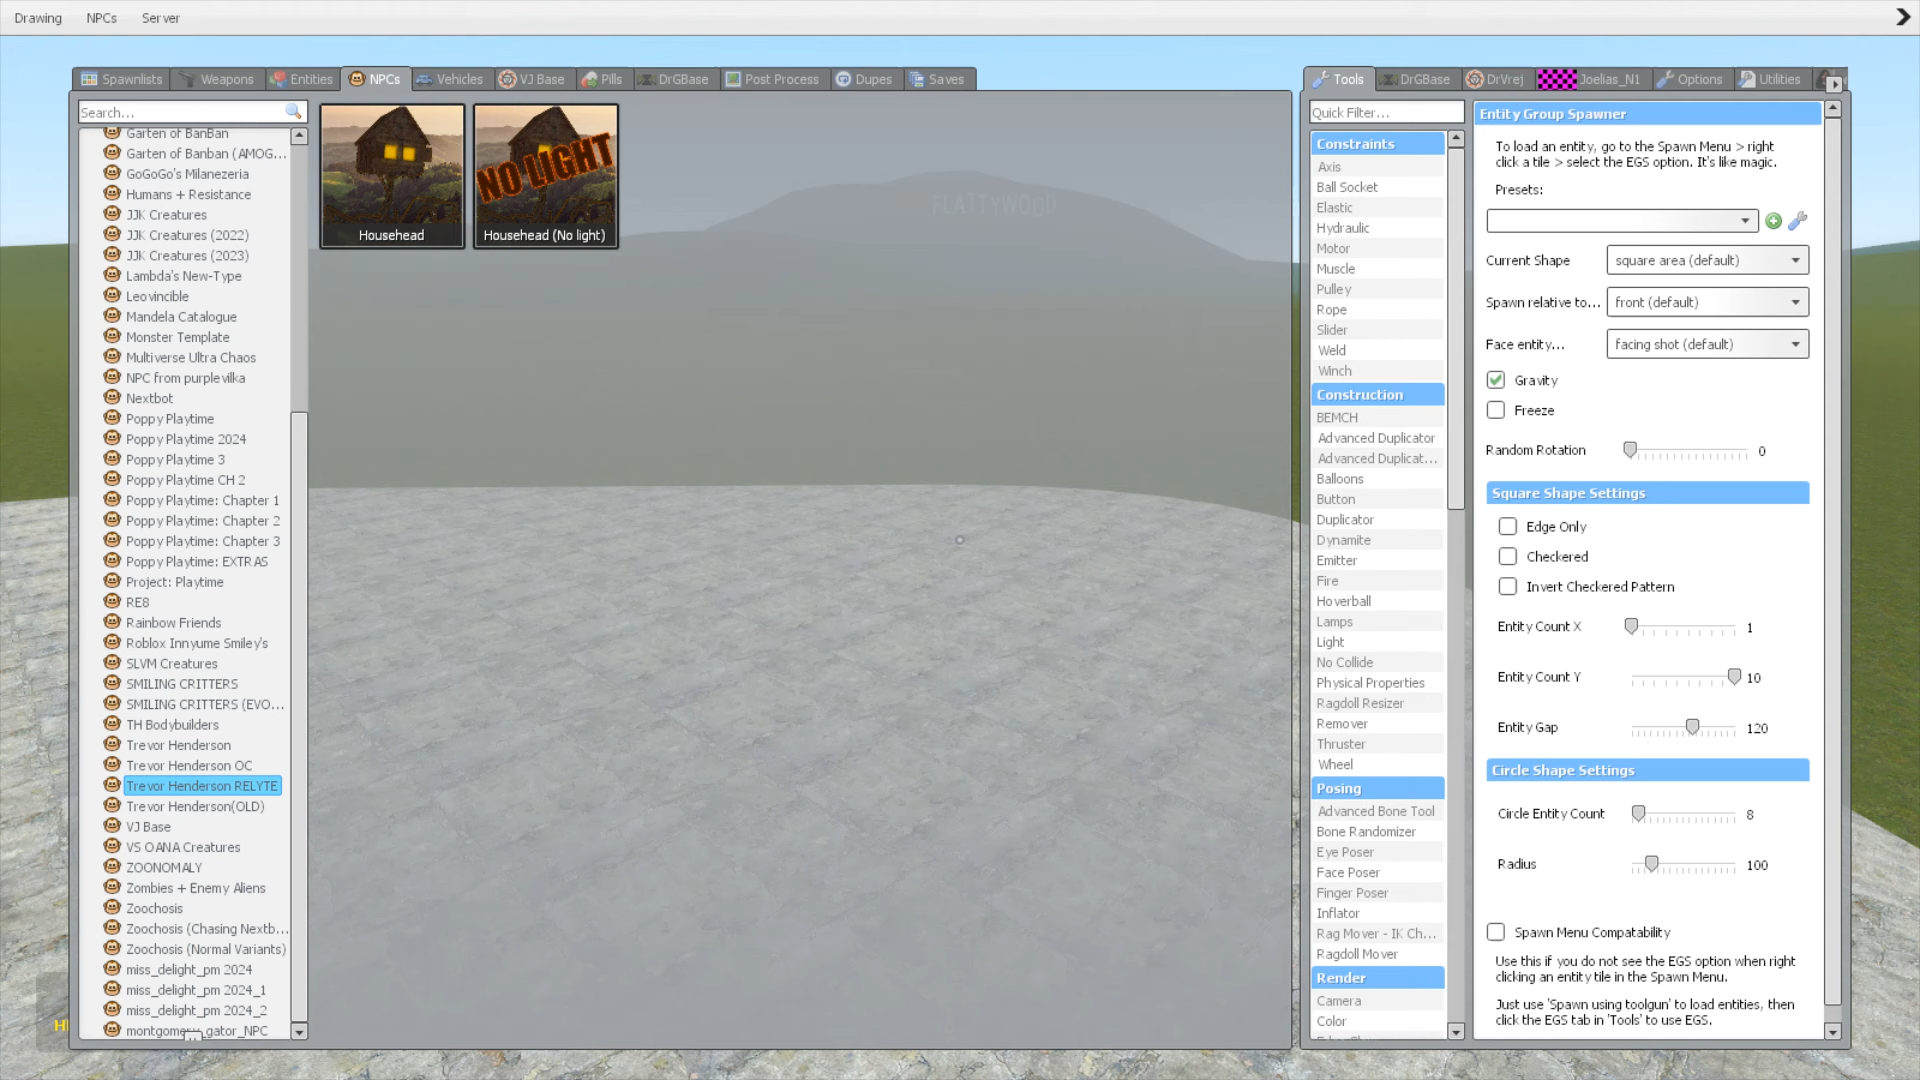 Drawing NPCs Server
Spawnlists Weapons Entities NPCs Vehicles VJ Base Pills DrGBase Post Process Dupes Saves
Search...
Garten of BanBan
Garten of Banban (AMOG...
GoGoGo's Milanezeria
Humans + Resistance
JJK Creatures
JJK Creatures (2022)
JJK Creatures (2023)
Lambda's New-Type
Leovincible
Mandela Catalogue
Monster Template
Multiverse Ultra Chaos
NPC from purplevilka
Nextbot
Poppy Playtime
Poppy Playtime 2024
Poppy Playtime 3
Poppy Playtime CH 2
Poppy Playtime: Chapter 1
Poppy Playtime: Chapter 2
Poppy Playtime: Chapter 3
Poppy Playtime: EXTRAS
Project: Playtime
RE8
Rainbow Friends
Roblox Innyume Smiley's
SLVM Creatures
SMILING CRITTERS
SMILING CRITTERS (EVO...
TH Bodybuilders
Trevor Henderson
Trevor Henderson OC
Trevor Henderson RELYTE
Trevor Henderson(OLD)
VJ Base
VS OANA Creatures
ZOONOMALY
Zombies + Enemy Aliens
Zoochosis
Zoochosis (Chasing Nextb...
Zoochosis (Normal Variants)
miss_delight_pm 2024
miss_delight_pm 2024_1
miss_delight_pm 2024_2
Househead
NO LIGHT
Househead (No light)
FLATTYWOOD
Tools DrGBase DrVrej Joelias_N1 Options Utilities
Quick Filter...
Constraints
Axis
Ball Socket
Elastic
Hydraulic
Motor
Muscle
Pulley
Rope
Slider
Weld
Winch
Construction
BEMCH
Advanced Duplicator
Advanced Duplicat...
Balloons
Button
Duplicator
Dynamite
Emitter
Fire
Hoverball
Lamps
Light
No Collide
Physical Properties
Ragdoll Resizer
Remover
Thruster
Wheel
Posing
Advanced Bone Tool
Bone Randomizer
Eye Poser
Face Poser
Finger Poser
Inflator
Rag Mover - IK Ch...
Ragdoll Mover
Render
Camera
Color
Entity Group Spawner
To load an entity, go to the Spawn Menu > right
click a tile > select the EGS option. It's like magic.
Presets:
Current Shape square area (default)
Spawn relative to... front (default)
Face entity... facing shot (default)
Gravity
Freeze
Random Rotation 0
Square Shape Settings
Edge Only
Checkered
Invert Checkered Pattern
Entity Count X 1
Entity Count Y 10
Entity Gap 120
Circle Shape Settings
Circle Entity Count 8
Radius 100
Spawn Menu Compatability
Use this if you do not see the EGS option when right
clicking an entity tile in the Spawn Menu.
Just use 'Spawn using toolgun' to load entities, then
click the EGS tab in 'Tools' to use EGS.